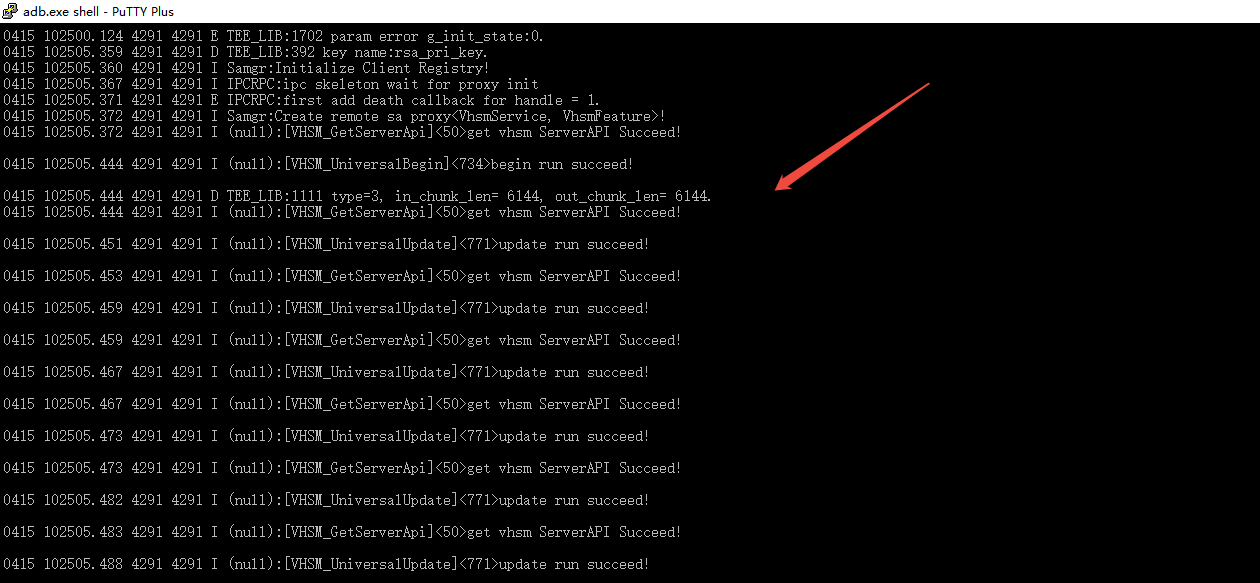 adb.exe shell - PuTTY Plus
0415 102500.124 4291 4291 E TEE_LIB:1702 param error g_init_state:0.
0415 102505.359 4291 4291 D TEE_LIB:392 key name:rsa_pri_key.
0415 102505.360 4291 4291 I Samgr:Initialize Client Registry!
0415 102505.367 4291 4291 I IPCRPC:ipc skeleton wait for proxy init
0415 102505.371 4291 4291 E IPCRPC:first add death callback for handle = 1.
0415 102505.372 4291 4291 I Samgr:Create remote sa proxy<VhsmService, VhsmFeature>!
0415 102505.372 4291 4291 I (null):[VHSM_GetServerApi]<50>get vhsm ServerAPI Succeed!
0415 102505.444 4291 4291 I (null):[VHSM_UniversalBegin]<734>begin run succeed!
0415 102505.444 4291 4291 D TEE_LIB:1111 type=3, in_chunk_len= 6144, out_chunk_len= 6144.
0415 102505.444 4291 4291 I (null):[VHSM_GetServerApi]<50>get vhsm ServerAPI Succeed!
0415 102505.451 4291 4291 I (null):[VHSM_UniversalUpdate]<771>update run succeed!
0415 102505.453 4291 4291 I (null):[VHSM_GetServerApi]<50>get vhsm ServerAPI Succeed!
0415 102505.459 4291 4291 I (null):[VHSM_UniversalUpdate]<771>update run succeed!
0415 102505.459 4291 4291 I (null):[VHSM_GetServerApi]<50>get vhsm ServerAPI Succeed!
0415 102505.467 4291 4291 I (null):[VHSM_UniversalUpdate]<771>update run succeed!
0415 102505.467 4291 4291 I (null):[VHSM_GetServerApi]<50>get vhsm ServerAPI Succeed!
0415 102505.473 4291 4291 I (null):[VHSM_UniversalUpdate]<771>update run succeed!
0415 102505.473 4291 4291 I (null):[VHSM_GetServerApi]<50>get vhsm ServerAPI Succeed!
0415 102505.482 4291 4291 I (null):[VHSM_UniversalUpdate]<771>update run succeed!
0415 102505.483 4291 4291 I (null):[VHSM_GetServerApi]<50>get vhsm ServerAPI Succeed!
0415 102505.488 4291 4291 I (null):[VHSM_UniversalUpdate]<771>update run succeed!